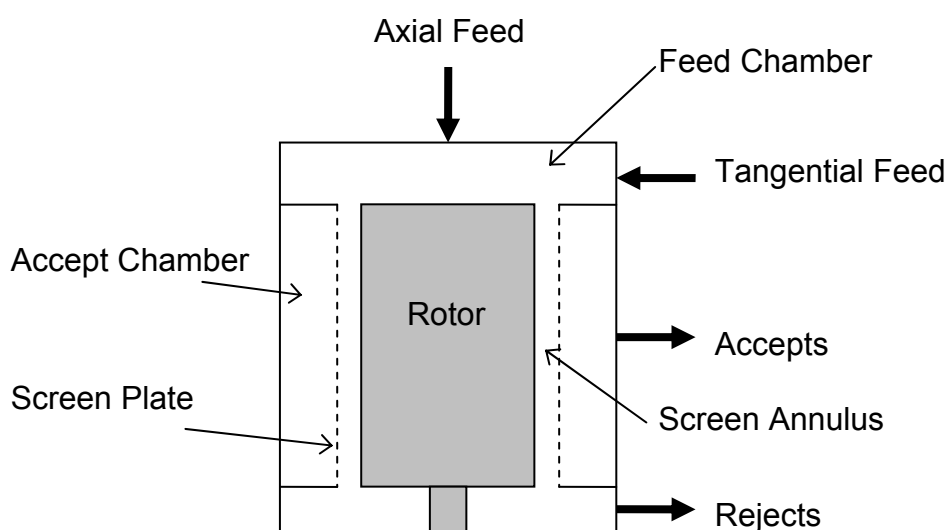 Axial Feed
Feed Chamber
Tangential Feed
Accept Chamber
Rotor
Accepts
Screen Plate
Screen Annulus
Rejects